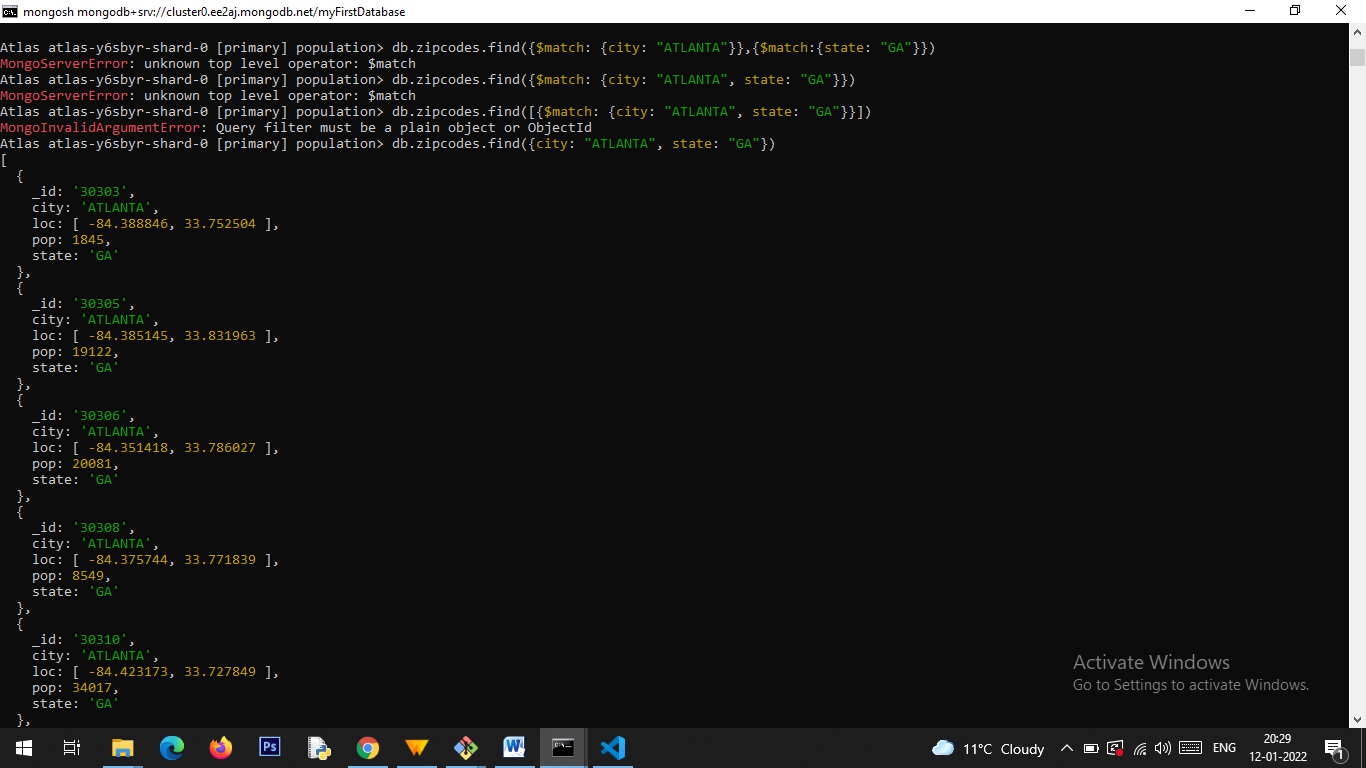 mongosh mongodb+srv://cluster0.ee2aj.mongodb.net/myFirstDatabase
Atlas atlas-y6sbyr-shard-0 [primary] population> db.zipcodes.find({$match: {city: "ATLANTA"}},{$match:{state: "GA"}})
MongoServerError: unknown top level operator: $match
Atlas atlas-y6sbyr-shard-0 [primary] population> db.zipcodes.find({$match: {city: "ATLANTA", state: "GA"}})
MongoServerError: unknown top level operator: $match
Atlas atlas-y6sbyr-shard-0 [primary] population> db.zipcodes.find([{$match: {city: "ATLANTA", state: "GA"}}])
MongoInvalidArgumentError: Query filter must be a plain object or ObjectId
Atlas atlas-y6sbyr-shard-0 [primary] population> db.zipcodes.find({city: "ATLANTA", state: "GA"})
[
  {
    _id: '30303',
    city: 'ATLANTA',
    loc: [ -84.388846, 33.752504 ],
    pop: 1845,
    state: 'GA'
  },
  {
    _id: '30305',
    city: 'ATLANTA',
    loc: [ -84.385145, 33.831963 ],
    pop: 19122,
    state: 'GA'
  },
  {
    _id: '30306',
    city: 'ATLANTA',
    loc: [ -84.351418, 33.786027 ],
    pop: 20081,
    state: 'GA'
  },
  {
    _id: '30308',
    city: 'ATLANTA',
    loc: [ -84.375744, 33.771839 ],
    pop: 8549,
    state: 'GA'
  },
  {
    _id: '30310',
    city: 'ATLANTA',
    loc: [ -84.423173, 33.727849 ],
    pop: 34017,
    state: 'GA'
  },
Activate Windows
Go to Settings to activate Windows.
Ps
11°C Cloudy
ENG
20:29
12-01-2022
1